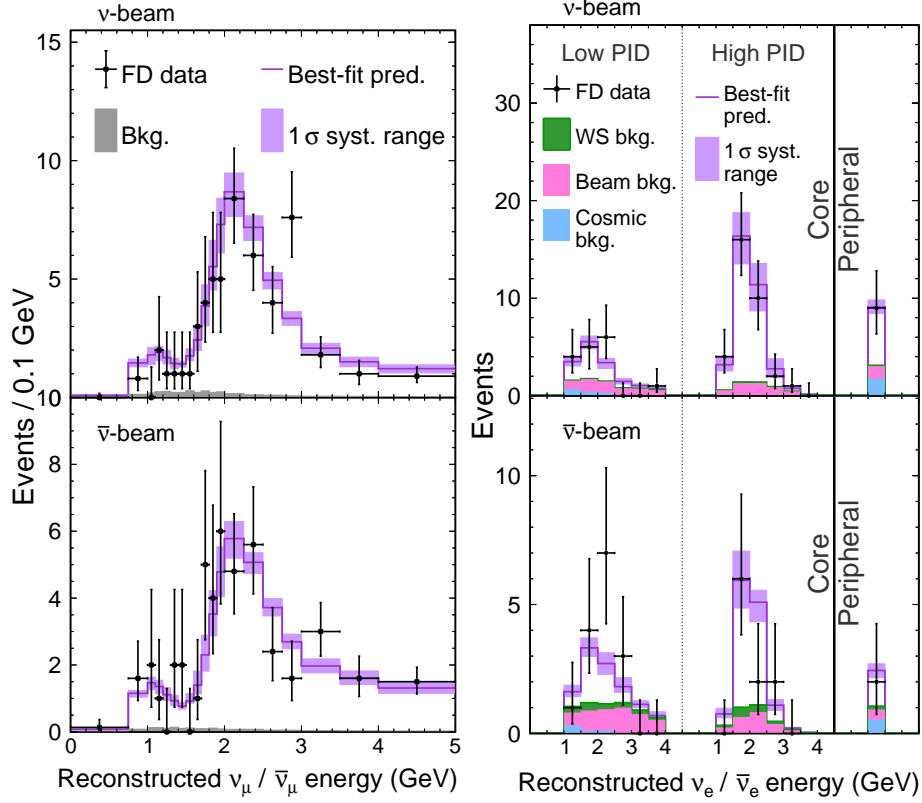 ν-beam
15
FD data
Best-fit pred.
Bkg.
1 σ syst. range
10
5
Events / 0.1 GeV
10
ν̄-beam
8
6
4
2
0
0 1 2 3 4 5
Reconstructed ν_μ / ν̄_μ energy (GeV)
ν-beam
Low PID
High PID
FD data
WS bkg.
Beam bkg.
Cosmic
bkg.
Best-fit
pred.
1 σ syst.
range
Core
Peripheral
30
20
10
0
Events
ν̄-beam
Core
Peripheral
10
5
0
1 2 3 4 1 2 3 4
Reconstructed ν_e / ν̄_e energy (GeV)